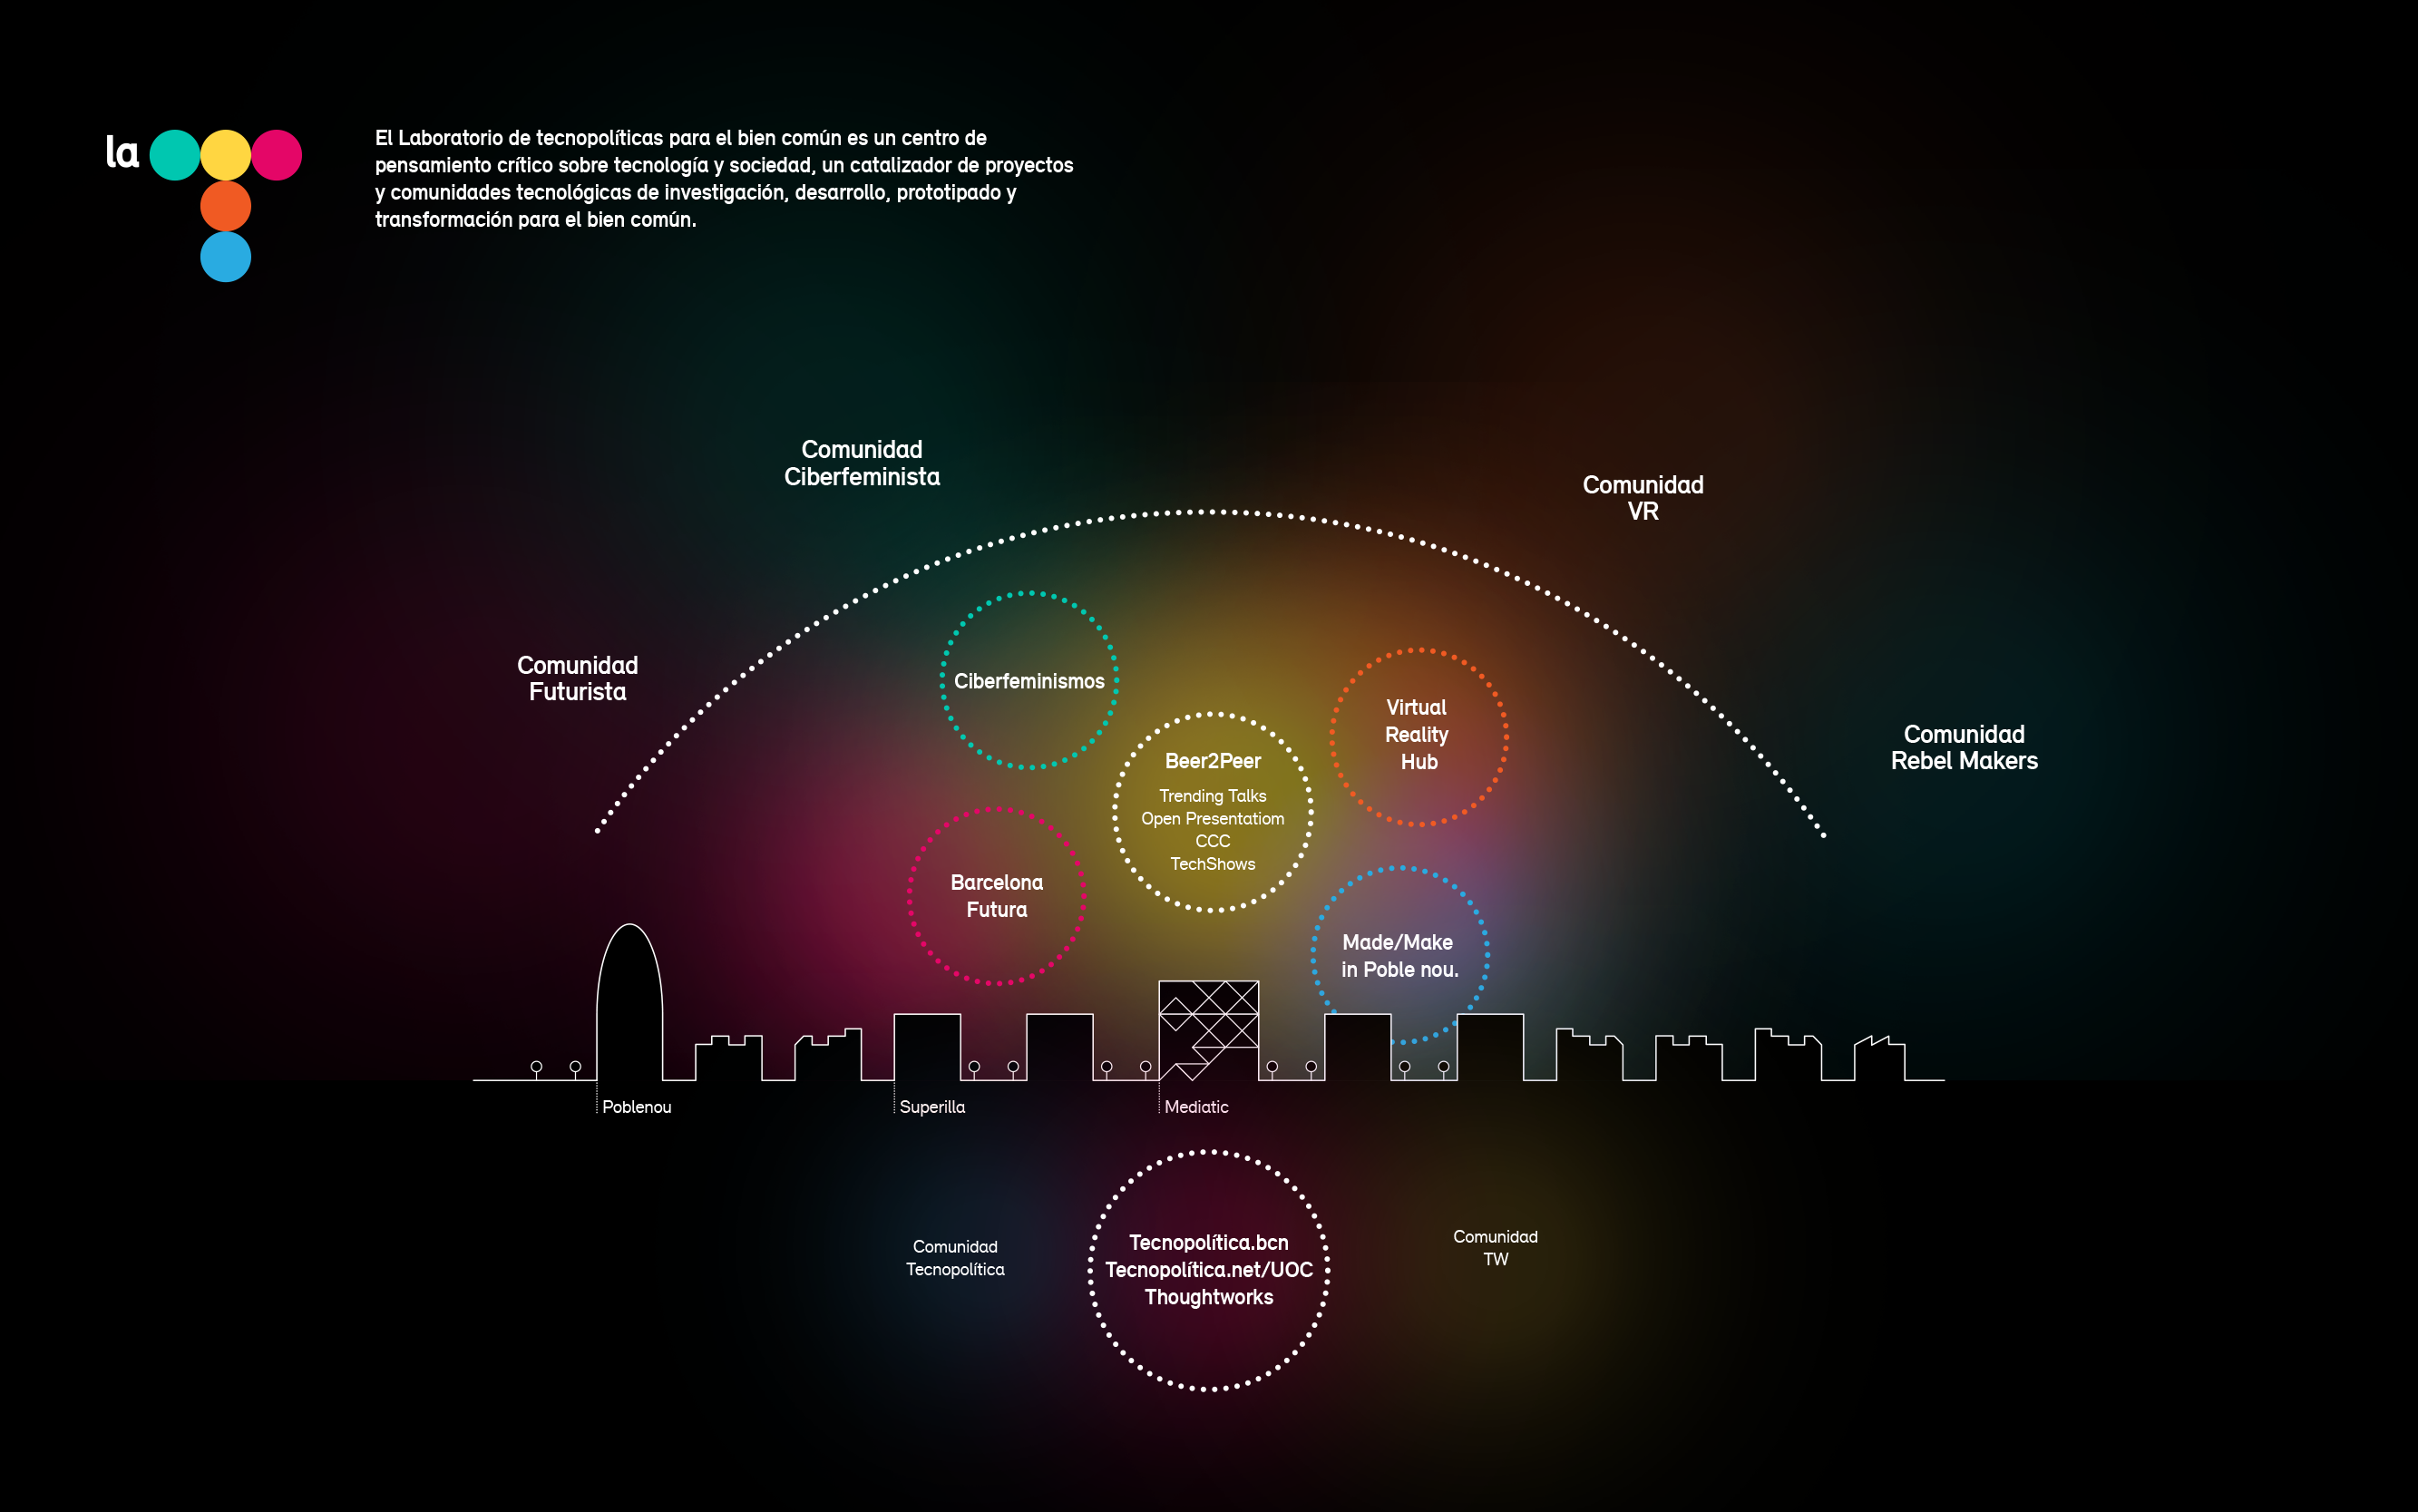 la
El Laboratorio de tecnopolíticas para el bien común es un centro de
pensamiento crítico sobre tecnología y sociedad, un catalizador de proyectos
y comunidades tecnológicas de investigación, desarrollo, prototipado y
transformación para el bien común.
Comunidad
Ciberfeminista
Comunidad
VR
Comunidad
Futurista
Ciberfeminismos
Virtual
Reality
Hub
Comunidad
Rebel Makers
Beer2Peer
Trending Talks
Open Presentatiom
CCC
TechShows
Barcelona
Futura
Made/Make
in Poble nou.
Poblenou
Superilla
Mediatic
Comunidad
Tecnopolítica
Tecnopolítica.bcn
Tecnopolítica.net/UOC
Thoughtworks
Comunidad
TW